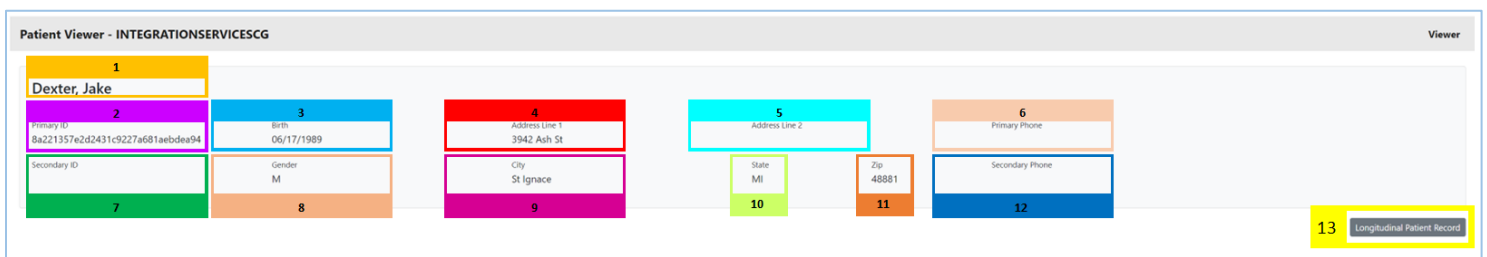 Patient Viewer - INTEGRATIONSERVICESCG Viewer
1
Dexter, Jake
2 3 4 5 6
Primary ID Birth Address Line 1 Address Line 2 Primary Phone
8a221357e2d2431c9227a681aebdea94 06/17/1989 3942 Ash St
Secondary ID Gender City State Zip Secondary Phone
M St Ignace MI 48881
7 8 9 10 11 12
13 Longitudinal Patient Record